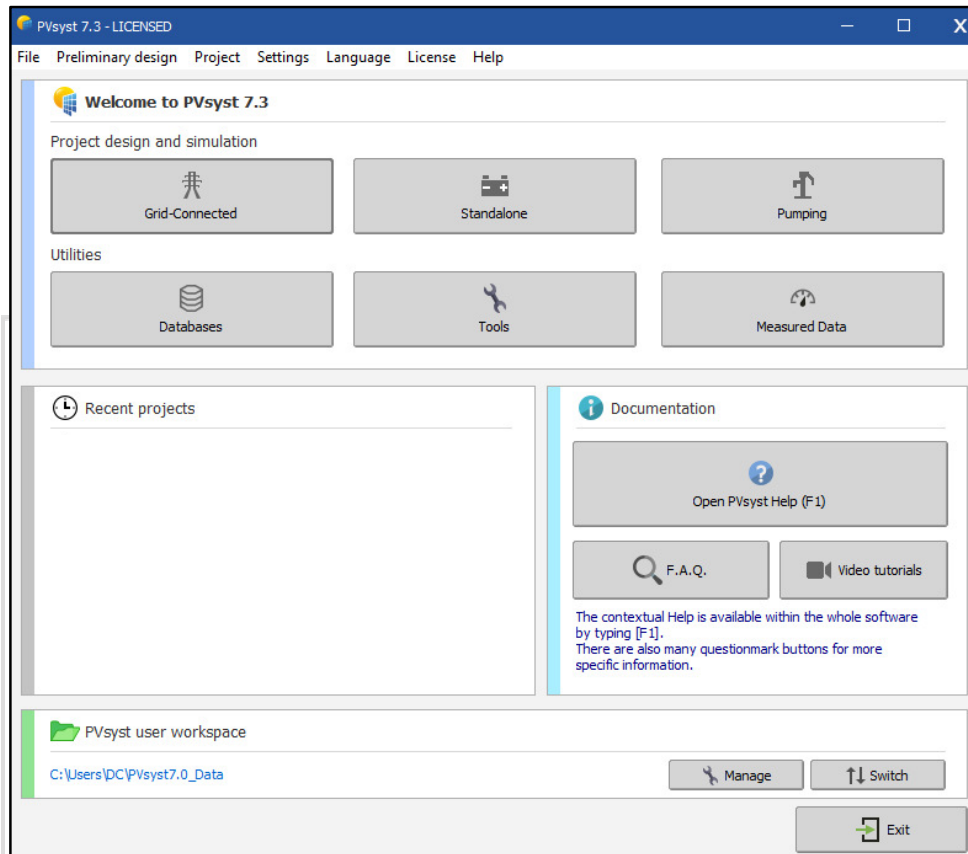 PVsyst 7.3 - LICENSED
File Preliminary design Project Settings Language License Help
Welcome to PVsyst 7.3
Project design and simulation
Grid-Connected
Standalone
Pumping
Utilities
Databases
Tools
Measured Data
Recent projects
Documentation
Open PVsyst Help (F1)
F.A.Q.
Video tutorials
The contextual Help is available within the whole software
by typing [F1].
There are also many questionmark buttons for more
specific information.
PVsyst user workspace
C:\Users\DC\PVsyst7.0_Data
Manage
Switch
Exit